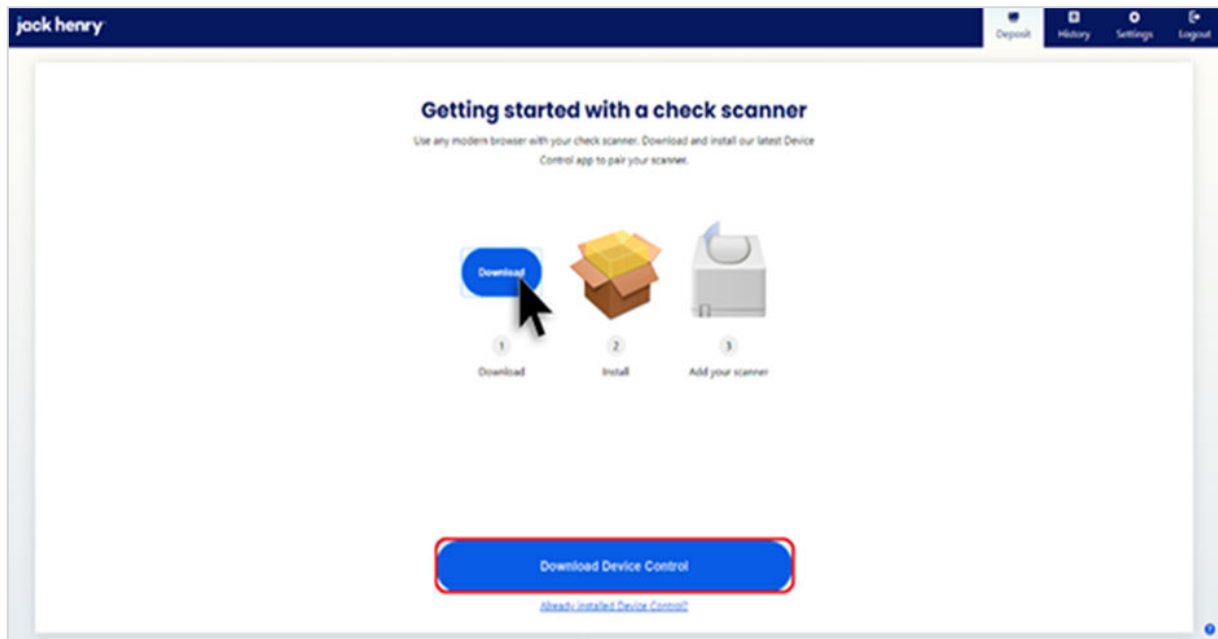 jack henry
Deposit
History
Settings
Logout
Getting started with a check scanner
Use any modern browser with your check scanner. Download and install our latest Device
Control app to pair your scanner.
Download
1
2
3
Download
Install
Add your scanner
Download Device Control
Already installed Device Control?
?